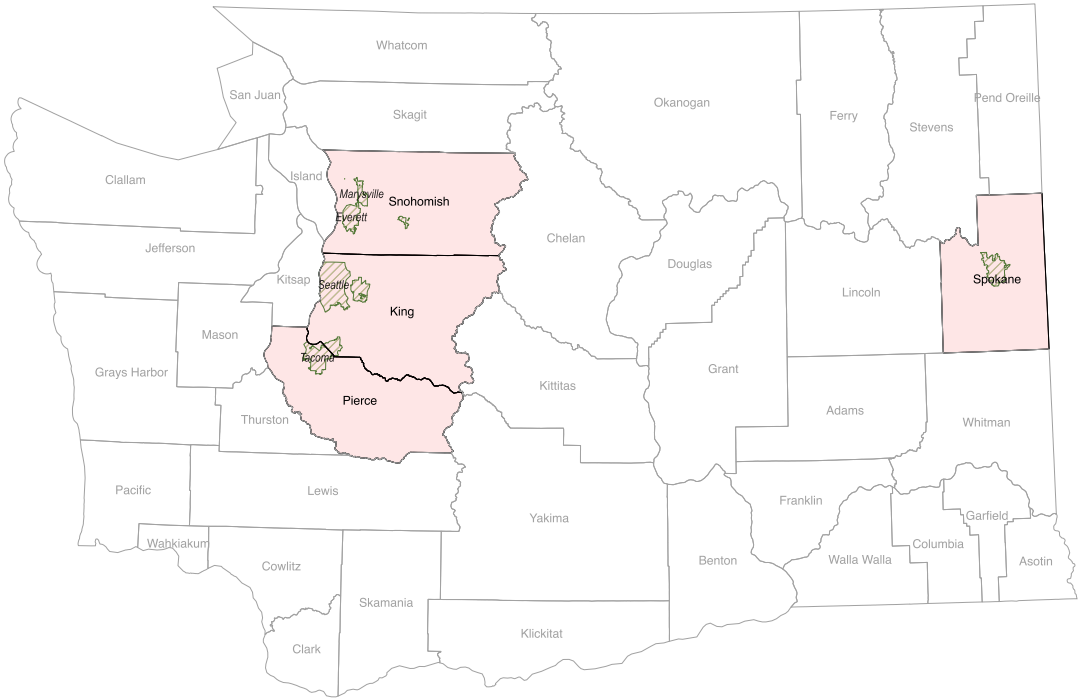 Whatcom
San Juan
Skagit
Okanogan
Ferry
Stevens
Pend Oreille
Clallam
Island
Marysville
Snohomish
Everett
Jefferson
Chelan
Douglas
Kitsap
Seattle
King
Lincoln
Spokane
Mason
Tacoma
Grays Harbor
Kittitas
Grant
Pierce
Thurston
Adams
Whitman
Pacific
Lewis
Yakima
Franklin
Garfield
Wahkiakum
Columbia
Cowlitz
Benton
Walla Walla
Asotin
Skamania
Klickitat
Clark